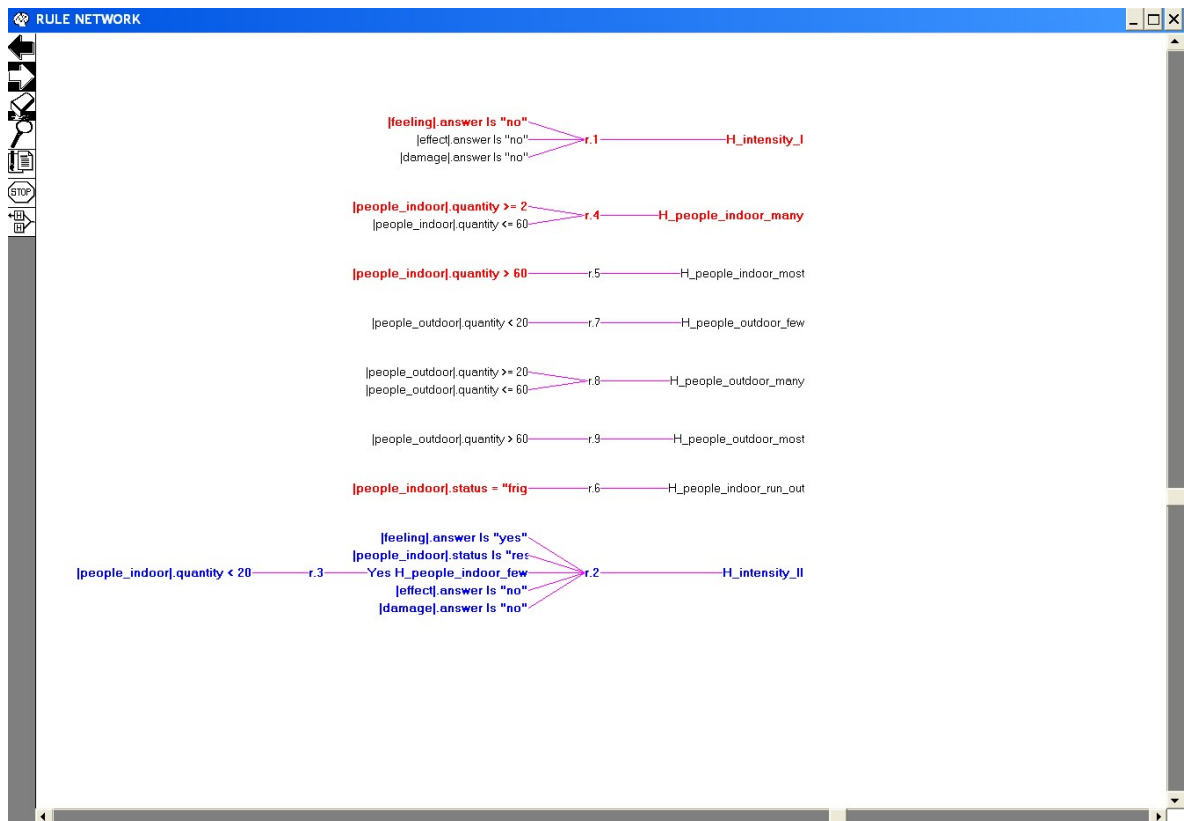 RULE NETWORK
|feeling|.answer Is "no"
|effect|.answer Is "no" r.1 H_intensity_I
|damage|.answer Is "no"
STOP
|people_indoor|.quantity >= 2 r.4 H_people_indoor_many
|people_indoor|.quantity <= 60
|people_indoor|.quantity > 60 r.5 H_people_indoor_most
|people_outdoor|.quantity < 20 r.7 H_people_outdoor_few
|people_outdoor|.quantity >= 20 r.8 H_people_outdoor_many
|people_outdoor|.quantity <= 60
|people_outdoor|.quantity > 60 r.9 H_people_outdoor_most
|people_indoor|.status = "frig r.6 H_people_indoor_run_out
|feeling|.answer Is "yes"
|people_indoor|.status Is "res
|people_indoor|.quantity < 20 r.3 Yes H_people_indoor_few r.2 H_intensity_II
|effect|.answer Is "no"
|damage|.answer Is "no"